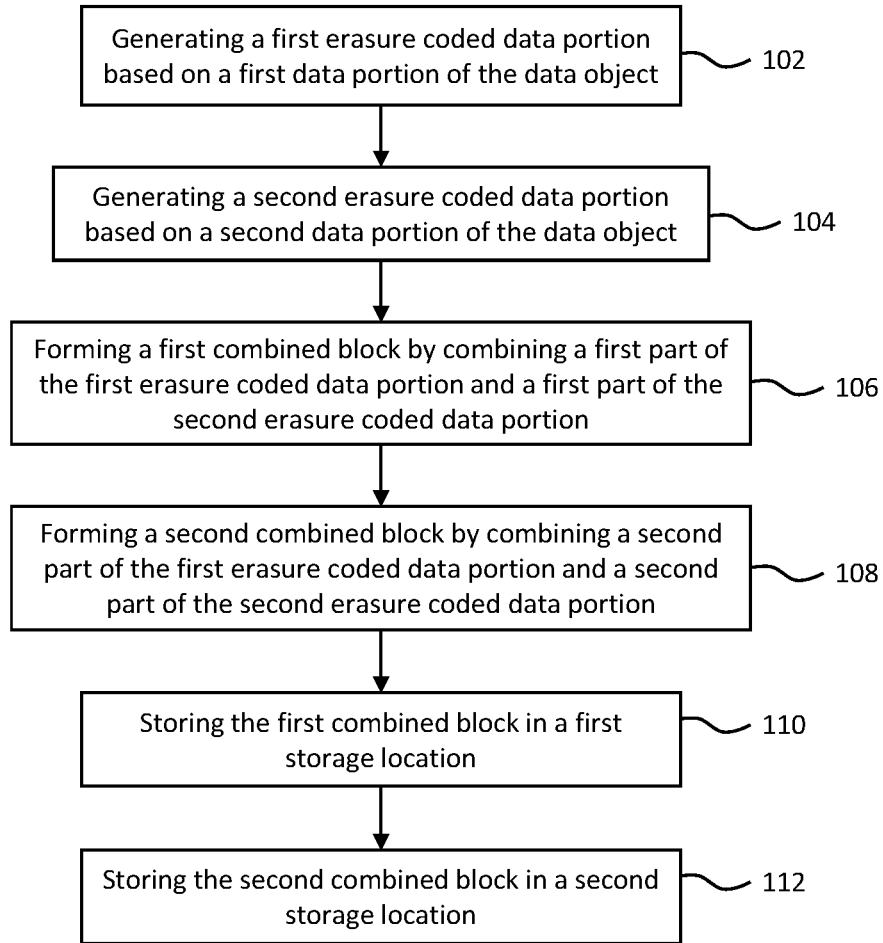 Generating a first erasure coded data portion
based on a first data portion of the data object
102
Generating a second erasure coded data portion
based on a second data portion of the data object
104
Forming a first combined block by combining a first part of
the first erasure coded data portion and a first part of the
second erasure coded data portion
106
Forming a second combined block by combining a second
part of the first erasure coded data portion and a second
part of the second erasure coded data portion
108
Storing the first combined block in a first
storage location
110
Storing the second combined block in a second
storage location
112